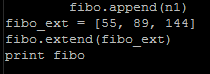 fibo.append(n1)
fibo_ext = [55, 89, 144]
fibo.extend(fibo_ext)
print fibo